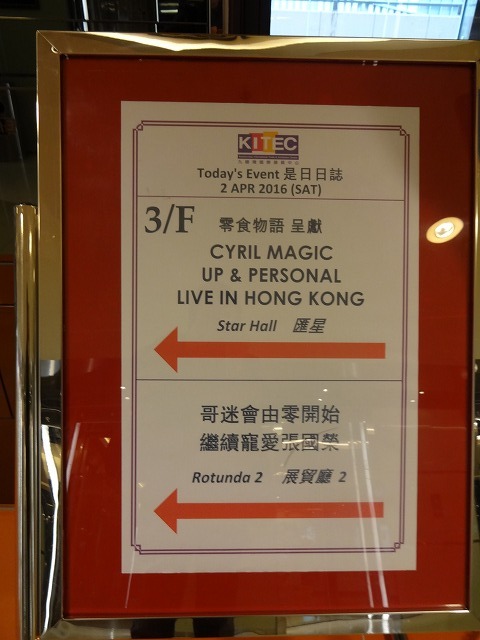 KITEC
Today's Event 是日日誌
2 APR 2016 (SAT)
3/F 零食物語 呈獻
CYRIL MAGIC
UP & PERSONAL
LIVE IN HONG KONG
Star Hall 匯星
哥迷會由零開始
繼續寵愛張國榮
Rotunda 2 展貿廳 2